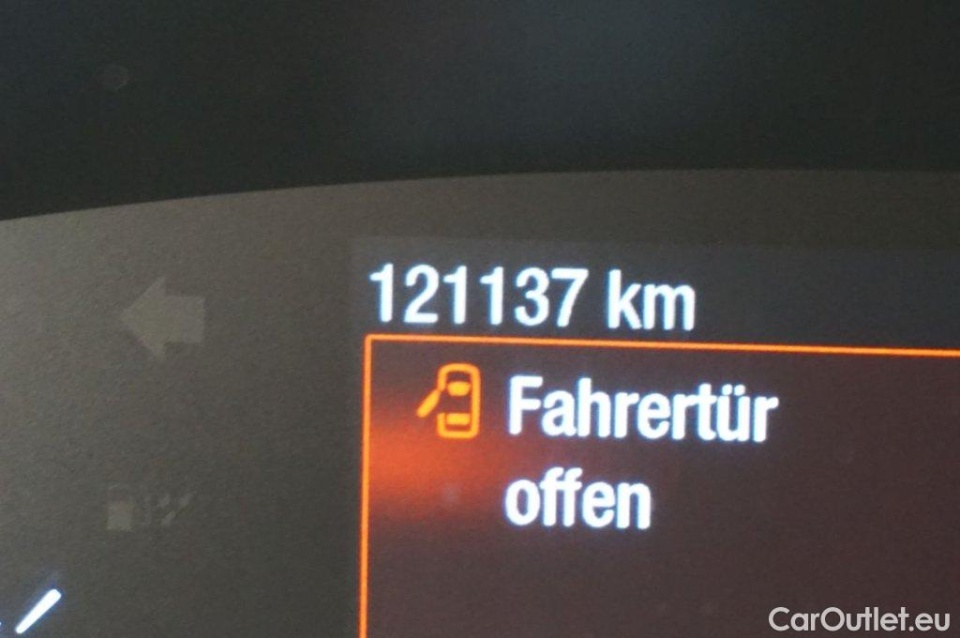 121137 km
Fahrertür
offen
CarOutlet.eu